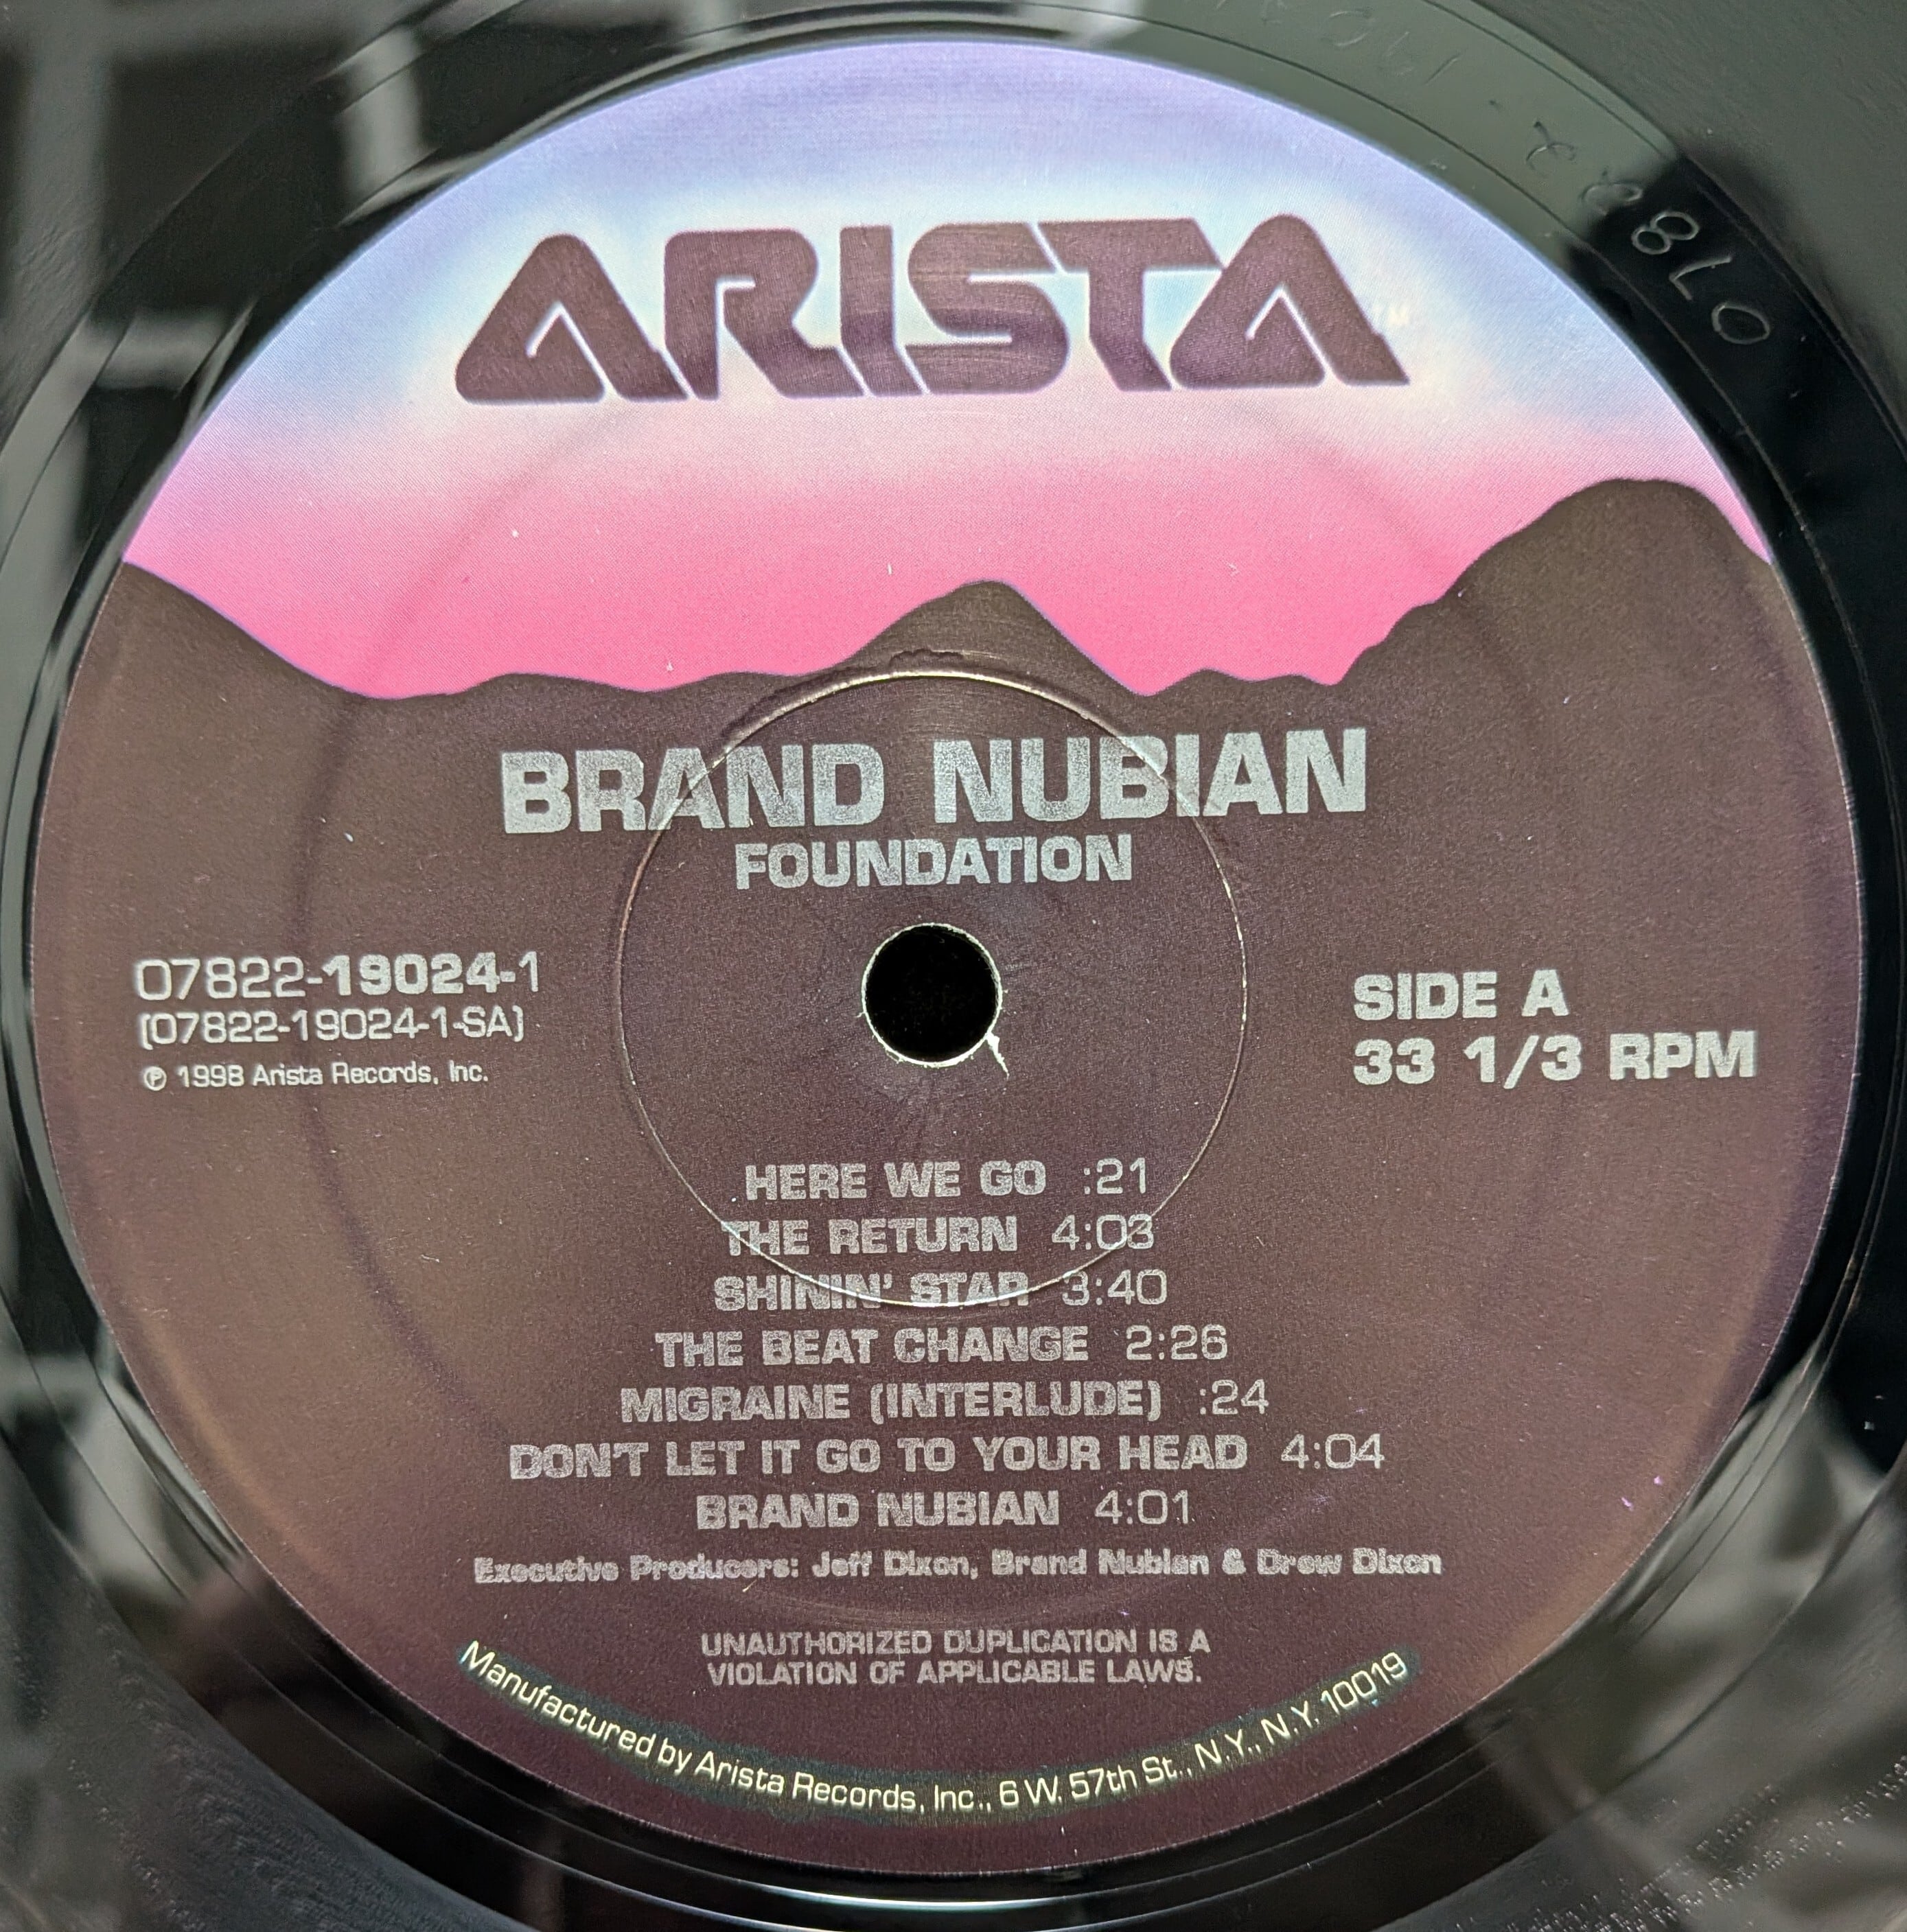 ARISTA
BRAND NUBIAN
FOUNDATION
07822-19024-1
(07822-19024-1-SA)
℗ 1998 Arista Records, Inc.
SIDE A
33 1/3 RPM
HERE WE GO :21
THE RETURN 4:03
SHININ' STAR 3:40
THE BEAT CHANGE 2:26
MIGRAINE (INTERLUDE) :24
DON'T LET IT GO TO YOUR HEAD 4:04
BRAND NUBIAN 4:01
Executive Producers: Jeff Dixon, Brand Nubian & Drew Dixon
UNAUTHORIZED DUPLICATION IS A
VIOLATION OF APPLICABLE LAWS.
Manufactured by Arista Records, Inc., 6 W. 57th St., N.Y., N.Y. 10019